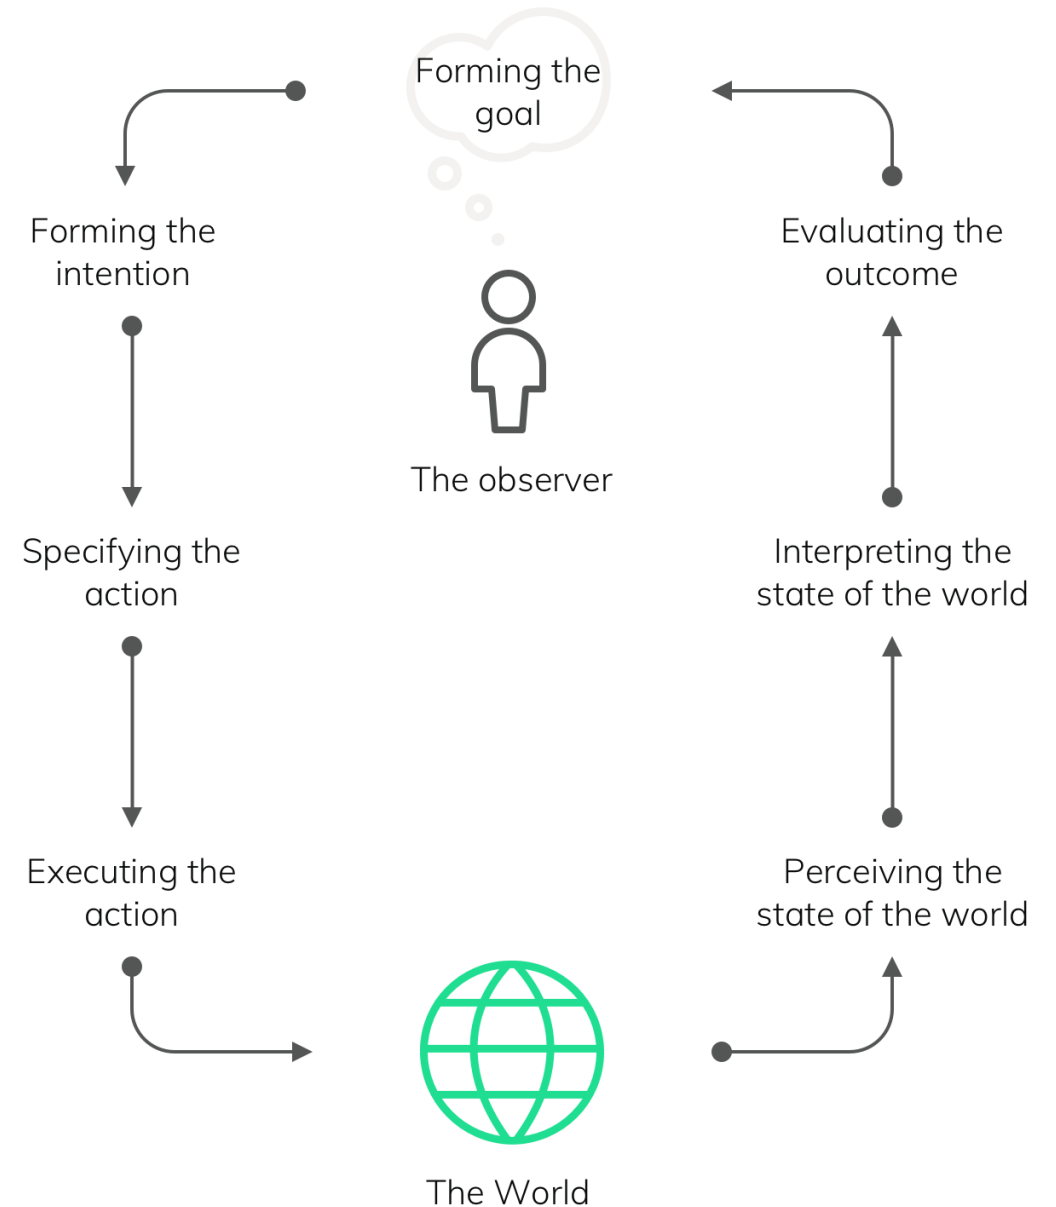 Forming the
goal
Forming the
intention
Evaluating the
outcome
The observer
Specifying the
action
Interpreting the
state of the world
Executing the
action
Perceiving the
state of the world
The World